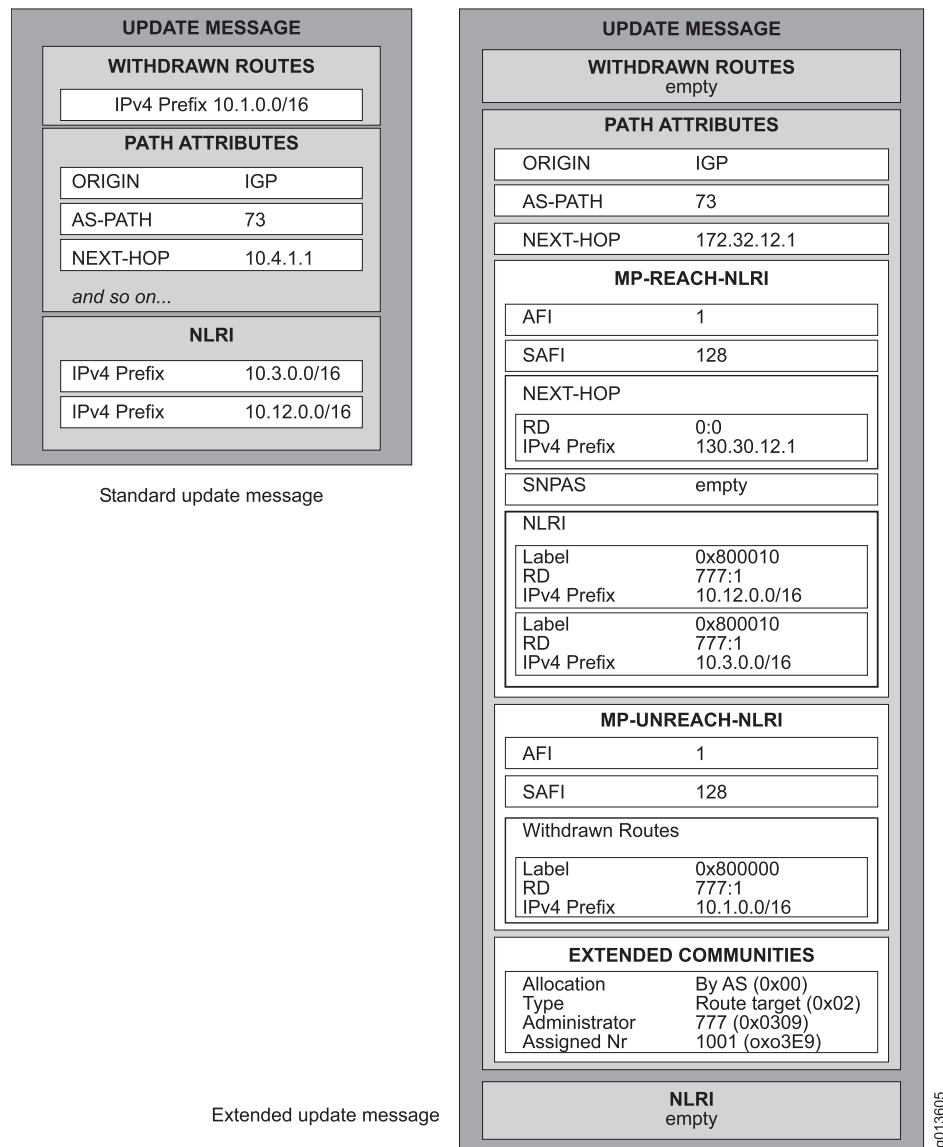 UPDATE MESSAGE
WITHDRAWN ROUTES
IPv4 Prefix 10.1.0.0/16
PATH ATTRIBUTES
ORIGIN IGP
AS-PATH 73
NEXT-HOP 10.4.1.1
and so on...
NLRI
IPv4 Prefix 10.3.0.0/16
IPv4 Prefix 10.12.0.0/16
Standard update message
UPDATE MESSAGE
WITHDRAWN ROUTES
empty
PATH ATTRIBUTES
ORIGIN IGP
AS-PATH 73
NEXT-HOP 172.32.12.1
MP-REACH-NLRI
AFI 1
SAFI 128
NEXT-HOP
RD 0:0
IPv4 Prefix 130.30.12.1
SNPAS empty
NLRI
Label 0x800010
RD 777:1
IPv4 Prefix 10.12.0.0/16
Label 0x800010
RD 777:1
IPv4 Prefix 10.3.0.0/16
MP-UNREACH-NLRI
AFI 1
SAFI 128
Withdrawn Routes
Label 0x800000
RD 777:1
IPv4 Prefix 10.1.0.0/16
EXTENDED COMMUNITIES
Allocation By AS (0x00)
Type Route target (0x02)
Administrator 777 (0x0309)
Assigned Nr 1001 (oxo3E9)
NLRI
empty
Extended update message
g013605